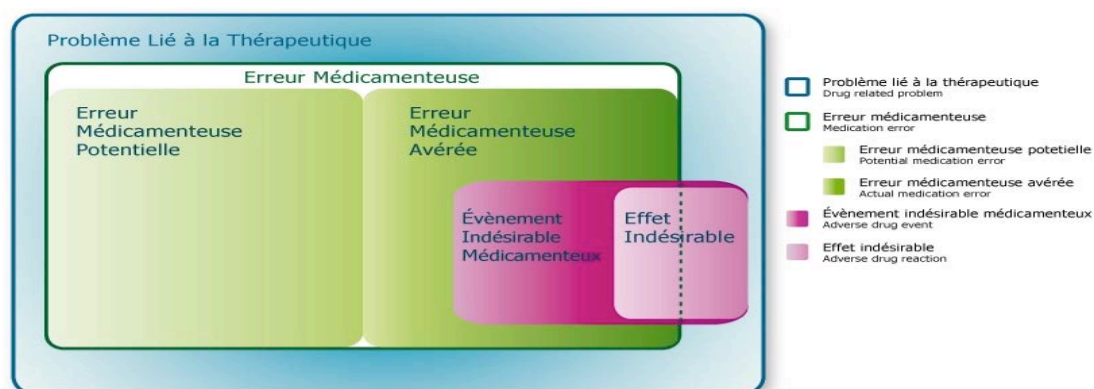 Problème Lié à la Thérapeutique
Erreur Médicamenteuse
Erreur
Médicamenteuse
Potentielle
Erreur
Médicamenteuse
Avérée
Évènement
Indésirable
Médicamenteux
Effet
Indésirable
Problème lié à la thérapeutique
Drug related problem
Erreur médicamenteuse
Medication error
Erreur médicamenteuse potetielle
Potential medication error
Erreur médicamenteuse avérée
Actual medication error
Évènement indésirable médicamenteux
Adverse drug event
Effet indésirable
Adverse drug reaction